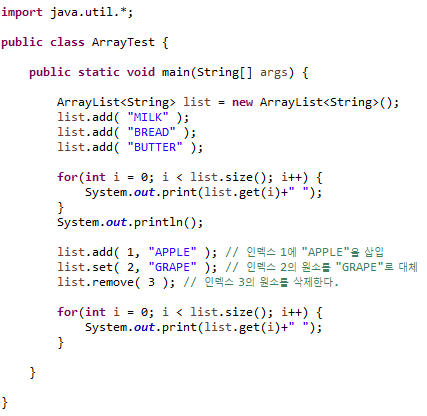 import java.util.*;
public class ArrayTest {
public static void main(String[] args) {
ArrayList<String> list = new ArrayList<String>();
list.add( "MILK" );
list.add( "BREAD" );
list.add( "BUTTER" );
for(int i = 0; i < list.size(); i++) {
System.out.print(list.get(i)+" ");
}
System.out.println();
list.add( 1, "APPLE" ); // 인덱스 1에 "APPLE"을 삽입
list.set( 2, "GRAPE" ); // 인덱스 2의 원소를 "GRAPE"로 대체
list.remove( 3 ); // 인덱스 3의 원소를 삭제한다.
for(int i = 0; i < list.size(); i++) {
System.out.print(list.get(i)+" ");
}
}
}